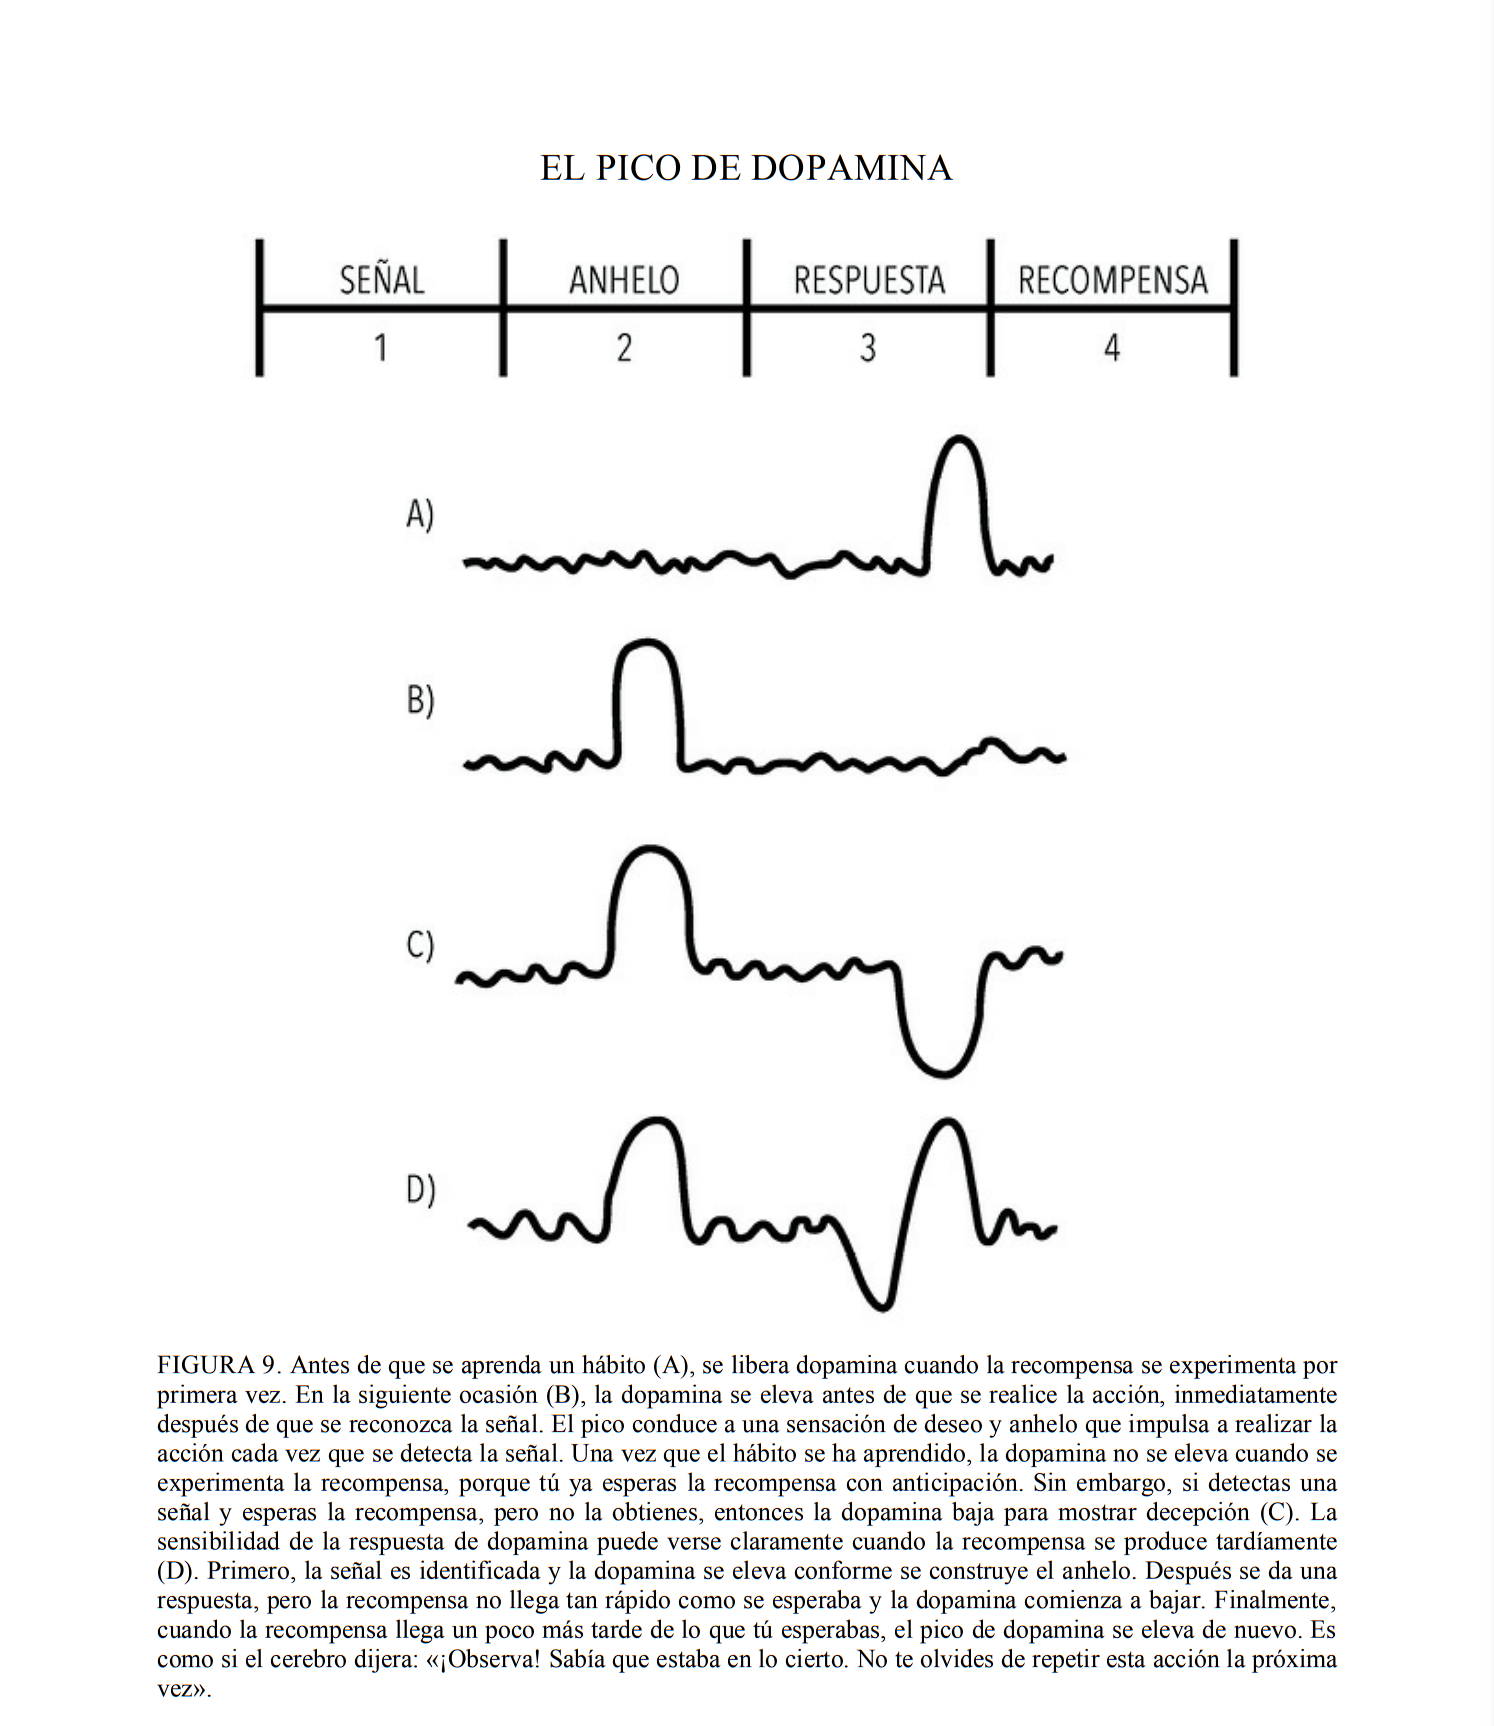 EL PICO DE DOPAMINA
SEÑAL ANHELO RESPUESTA RECOMPENSA
1 2 3 4
A)
B)
C)
D)
FIGURA 9. Antes de que se aprenda un hábito (A), se libera dopamina cuando la recompensa se experimenta por
primera vez. En la siguiente ocasión (B), la dopamina se eleva antes de que se realice la acción, inmediatamente
después de que se reconozca la señal. El pico conduce a una sensación de deseo y anhelo que impulsa a realizar la
acción cada vez que se detecta la señal. Una vez que el hábito se ha aprendido, la dopamina no se eleva cuando se
experimenta la recompensa, porque tú ya esperas la recompensa con anticipación. Sin embargo, si detectas una
señal y esperas la recompensa, pero no la obtienes, entonces la dopamina baja para mostrar decepción (C). La
sensibilidad de la respuesta de dopamina puede verse claramente cuando la recompensa se produce tardíamente
(D). Primero, la señal es identificada y la dopamina se eleva conforme se construye el anhelo. Después se da una
respuesta, pero la recompensa no llega tan rápido como se esperaba y la dopamina comienza a bajar. Finalmente,
cuando la recompensa llega un poco más tarde de lo que tú esperabas, el pico de dopamina se eleva de nuevo. Es
como si el cerebro dijera: «¡Observa! Sabía que estaba en lo cierto. No te olvides de repetir esta acción la próxima
vez».